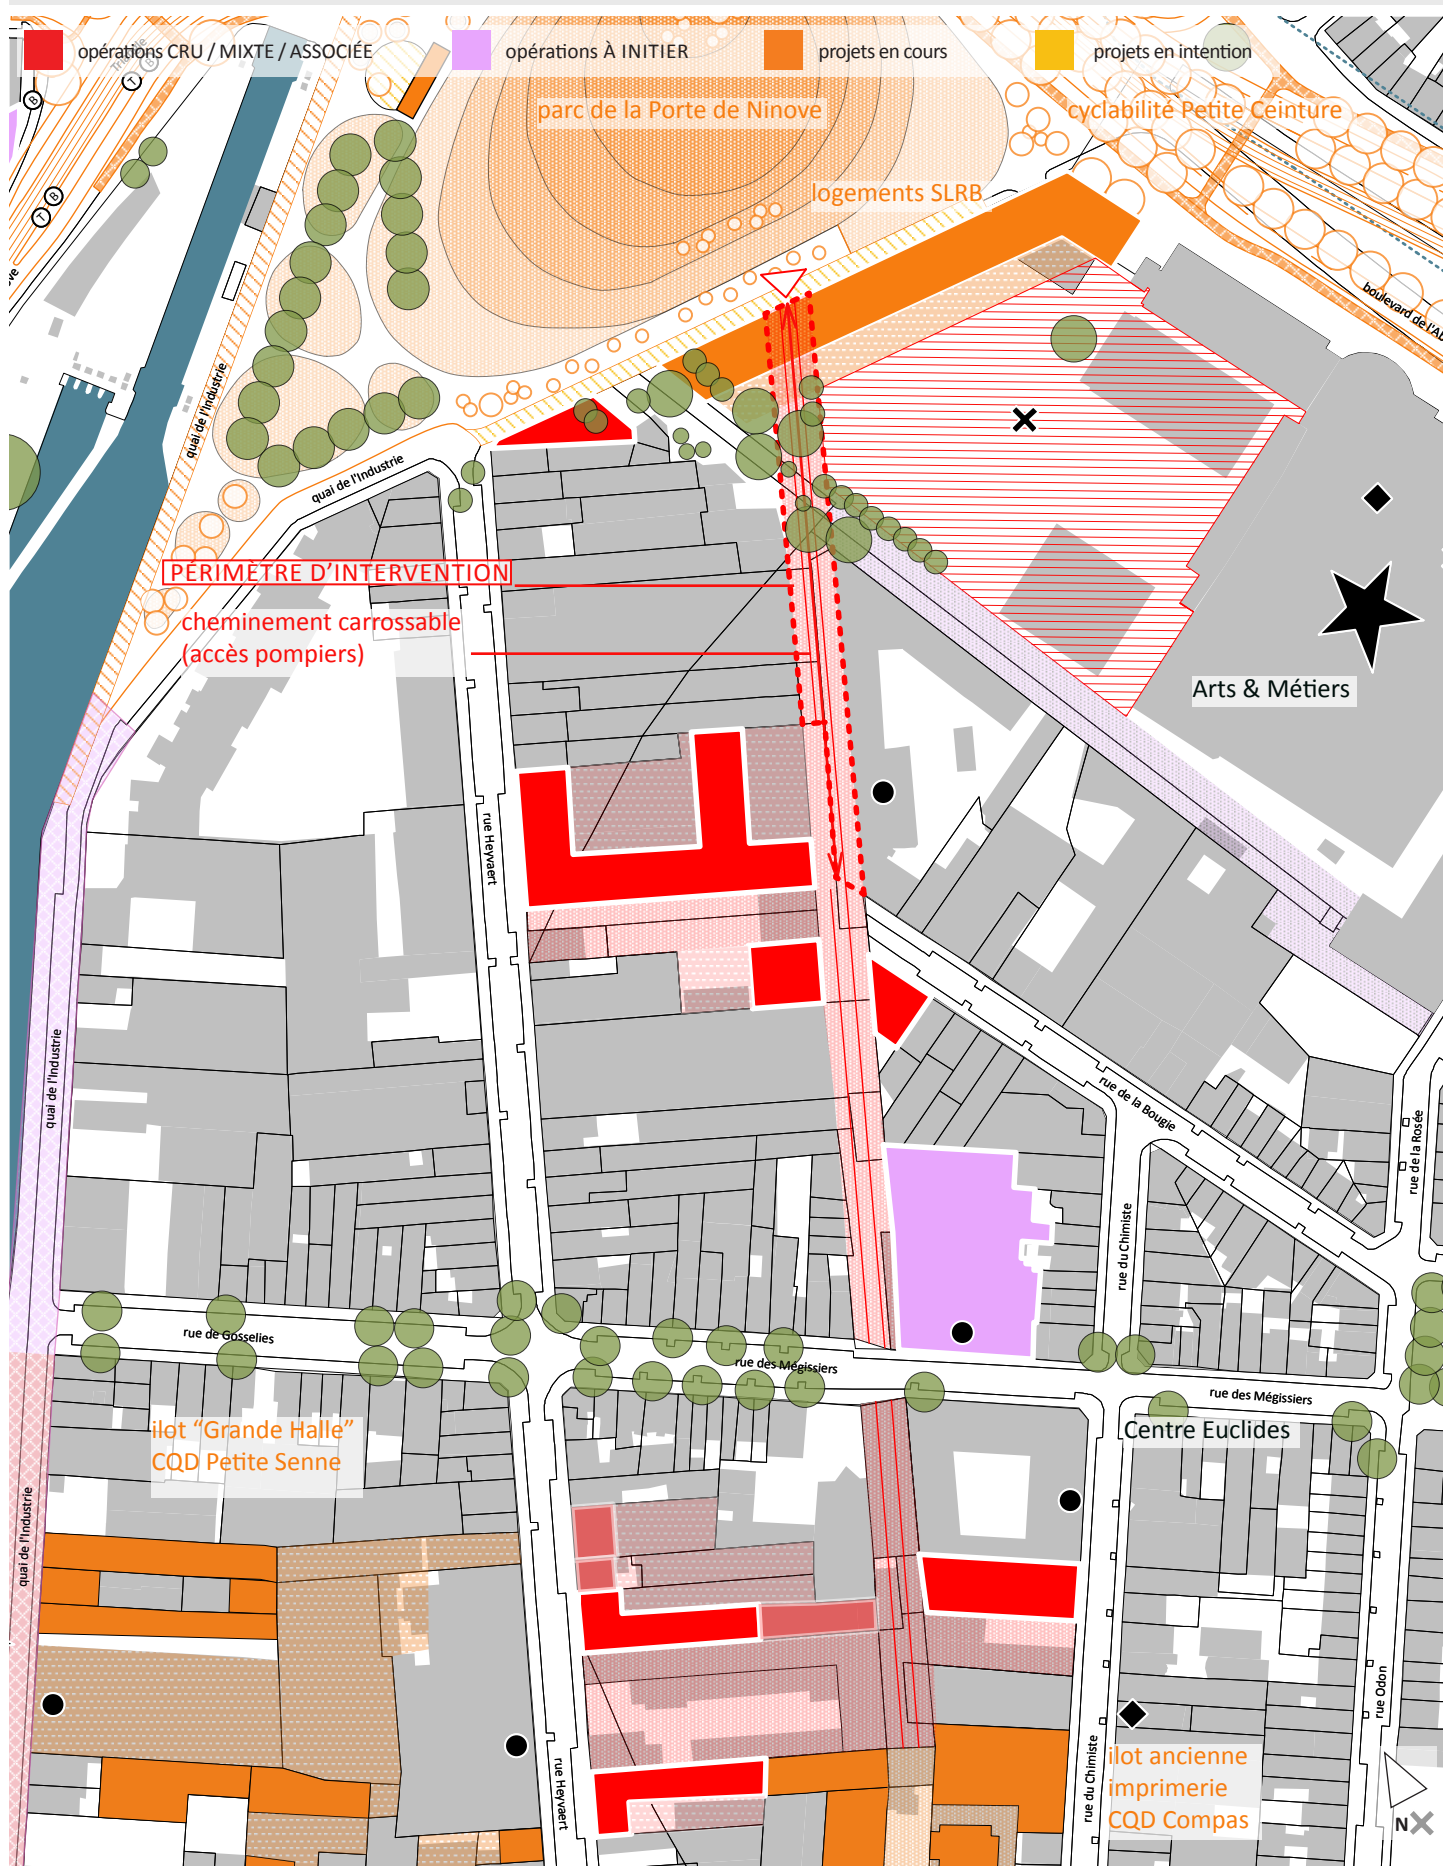 opérations CRU / MIXTE / ASSOCIÉE
opérations À INITIER
projets en cours
projets en intention
Triangle
T
B
B
parc de la Porte de Ninove
cyclabilité Petite Ceinture
logements SLRB
T
B
boulevard de l'Ab
quai de l'Industrie
quai de l'Industrie
PÉRIMÈTRE D'INTERVENTION
cheminement carrossable
(accès pompiers)
Arts & Métiers
rue Heyvaert
quai de l'Industrie
rue de la Bougie
rue de la Rosée
rue du Chimiste
rue de Gosselies
rue des Mégissiers
rue des Mégissiers
ilot “Grande Halle”
CQD Petite Senne
Centre Euclides
quai de l'Industrie
rue Odon
rue Heyvaert
rue du Chimiste
ilot ancienne
imprimerie
CQD Compas
N